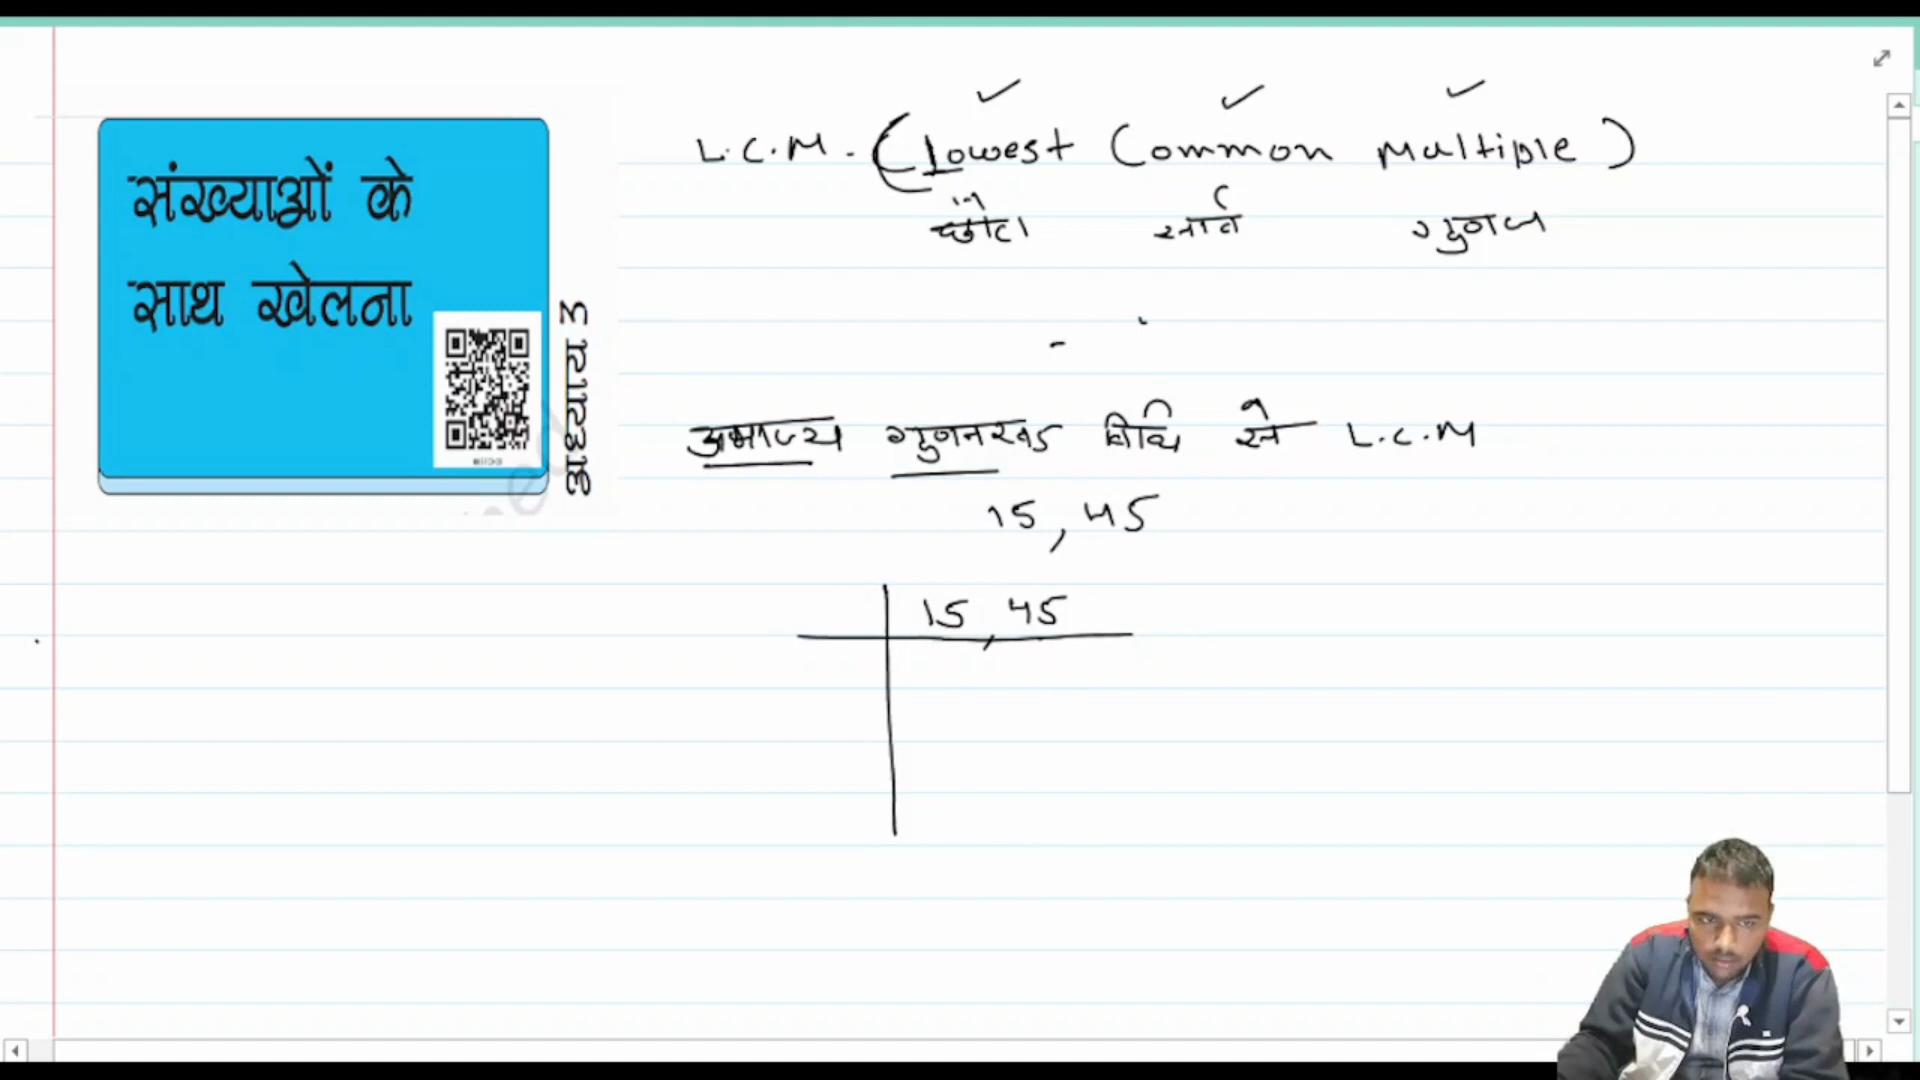 संख्याओं के
साथ खेलना
अध्याय 3
L.C.M. (Lowest Common Multiple)
छोटा सार्व गुणज
अभाज्य गुणनखंड विधि से L.C.M
15, 45
15, 45